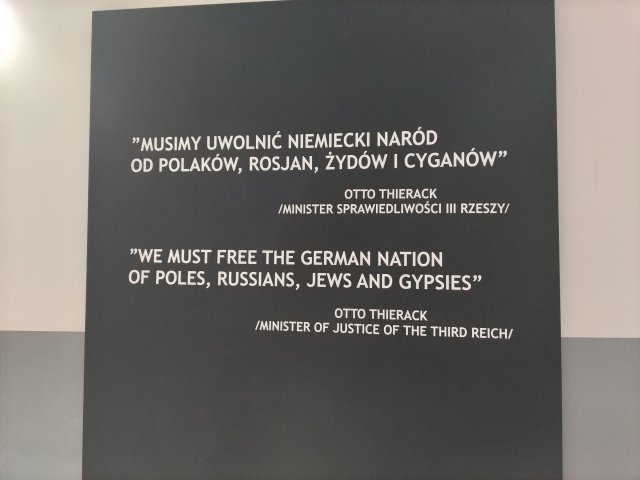 "MUSIMY UWOLNIĆ NIEMIECKI NARÓD
OD POLAKÓW, ROSJAN, ŻYDÓW I CYGANÓW"
OTTO THIERACK
/MINISTER SPRAWIEDLIWOŚCI III RZESZY/
"WE MUST FREE THE GERMAN NATION
OF POLES, RUSSIANS, JEWS AND GYPSIES"
OTTO THIERACK
/MINISTER OF JUSTICE OF THE THIRD REICH/